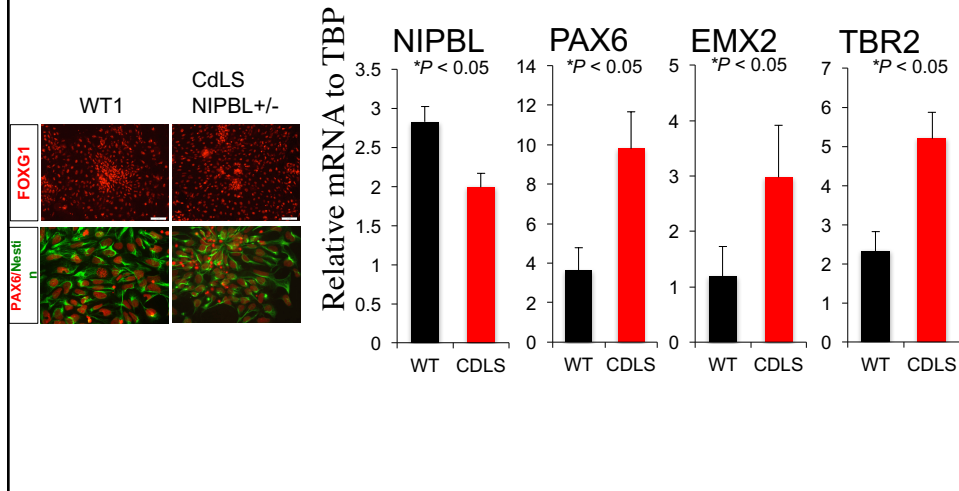 WT1
CdLS
NIPBL+/-
FOXG1
PAX6/Nesti
n
Relative mRNA to TBP
NIPBL
*P < 0.05
3.5
3
2.5
2
1.5
1
0.5
0
WT CDLS
PAX6
*P < 0.05
14
12
10
8
6
4
2
0
WT CDLS
EMX2
*P < 0.05
5
4
3
2
1
0
WT CDLS
TBR2
*P < 0.05
7
6
5
4
3
2
1
0
WT CDLS